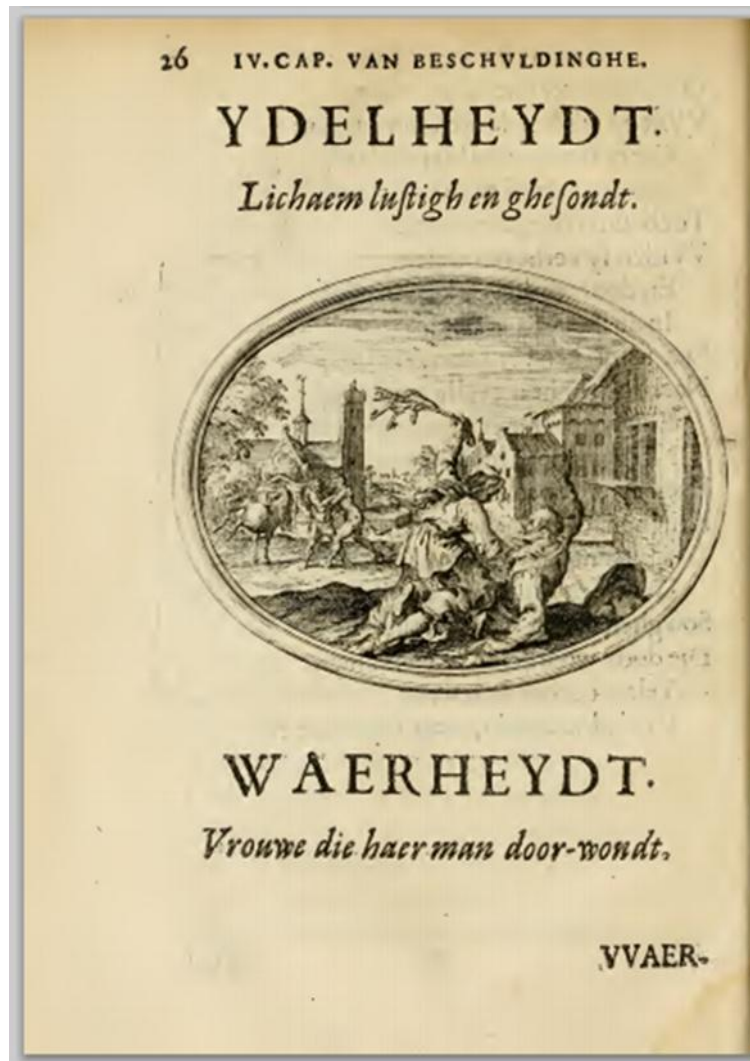 26 IV. CAP. VAN BESCHVLDINGHE.
YDELHEYDT.
Lichaem luſtigh en gheſondt.
WAERHEYDT.
Vrouwe die haer man door-wondt,
VVAER-